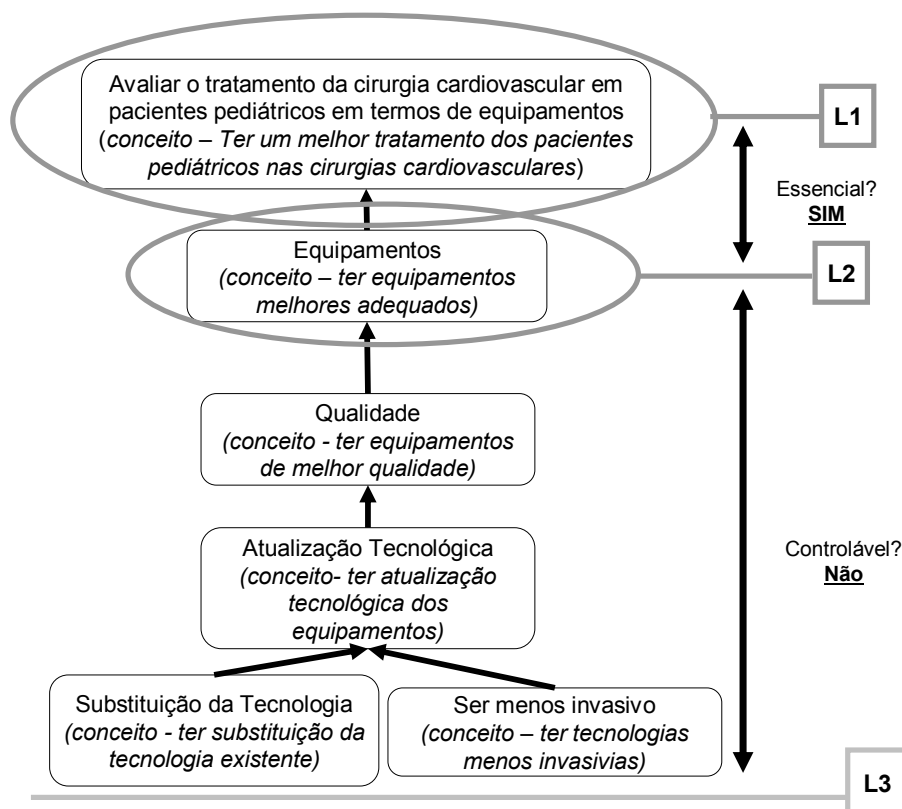 Avaliar o tratamento da cirurgia cardiovascular em
pacientes pediátricos em termos de equipamentos
(conceito – Ter um melhor tratamento dos pacientes
pediátricos nas cirurgias cardiovasculares)
L1
Essencial?
SIM
Equipamentos
(conceito – ter equipamentos
melhores adequados)
L2
Qualidade
(conceito - ter equipamentos
de melhor qualidade)
Atualização Tecnológica
(conceito- ter atualização
tecnológica dos
equipamentos)
Controlável?
Não
Substituição da Tecnologia
(conceito - ter substituição da
tecnologia existente)
Ser menos invasivo
(conceito – ter tecnologias
menos invasivias)
L3